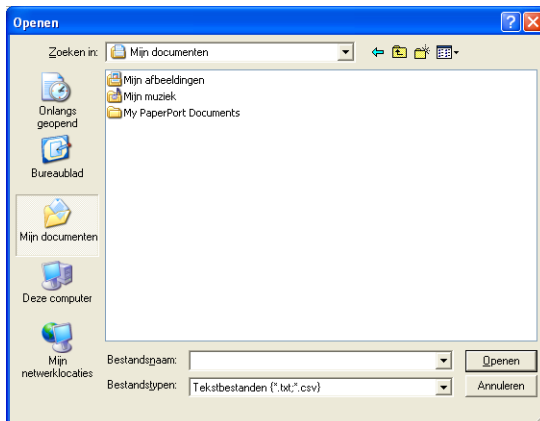 Openen
Zoeken in: Mijn documenten
Mijn afbeeldingen
Mijn muziek
My PaperPort Documents
Onlangs
geopend
Bureaublad
Mijn documenten
Deze computer
Mijn
netwerklocaties
Bestandsnaam:
Openen
Bestandstypen: Tekstbestanden (*.txt;*.csv)
Annuleren